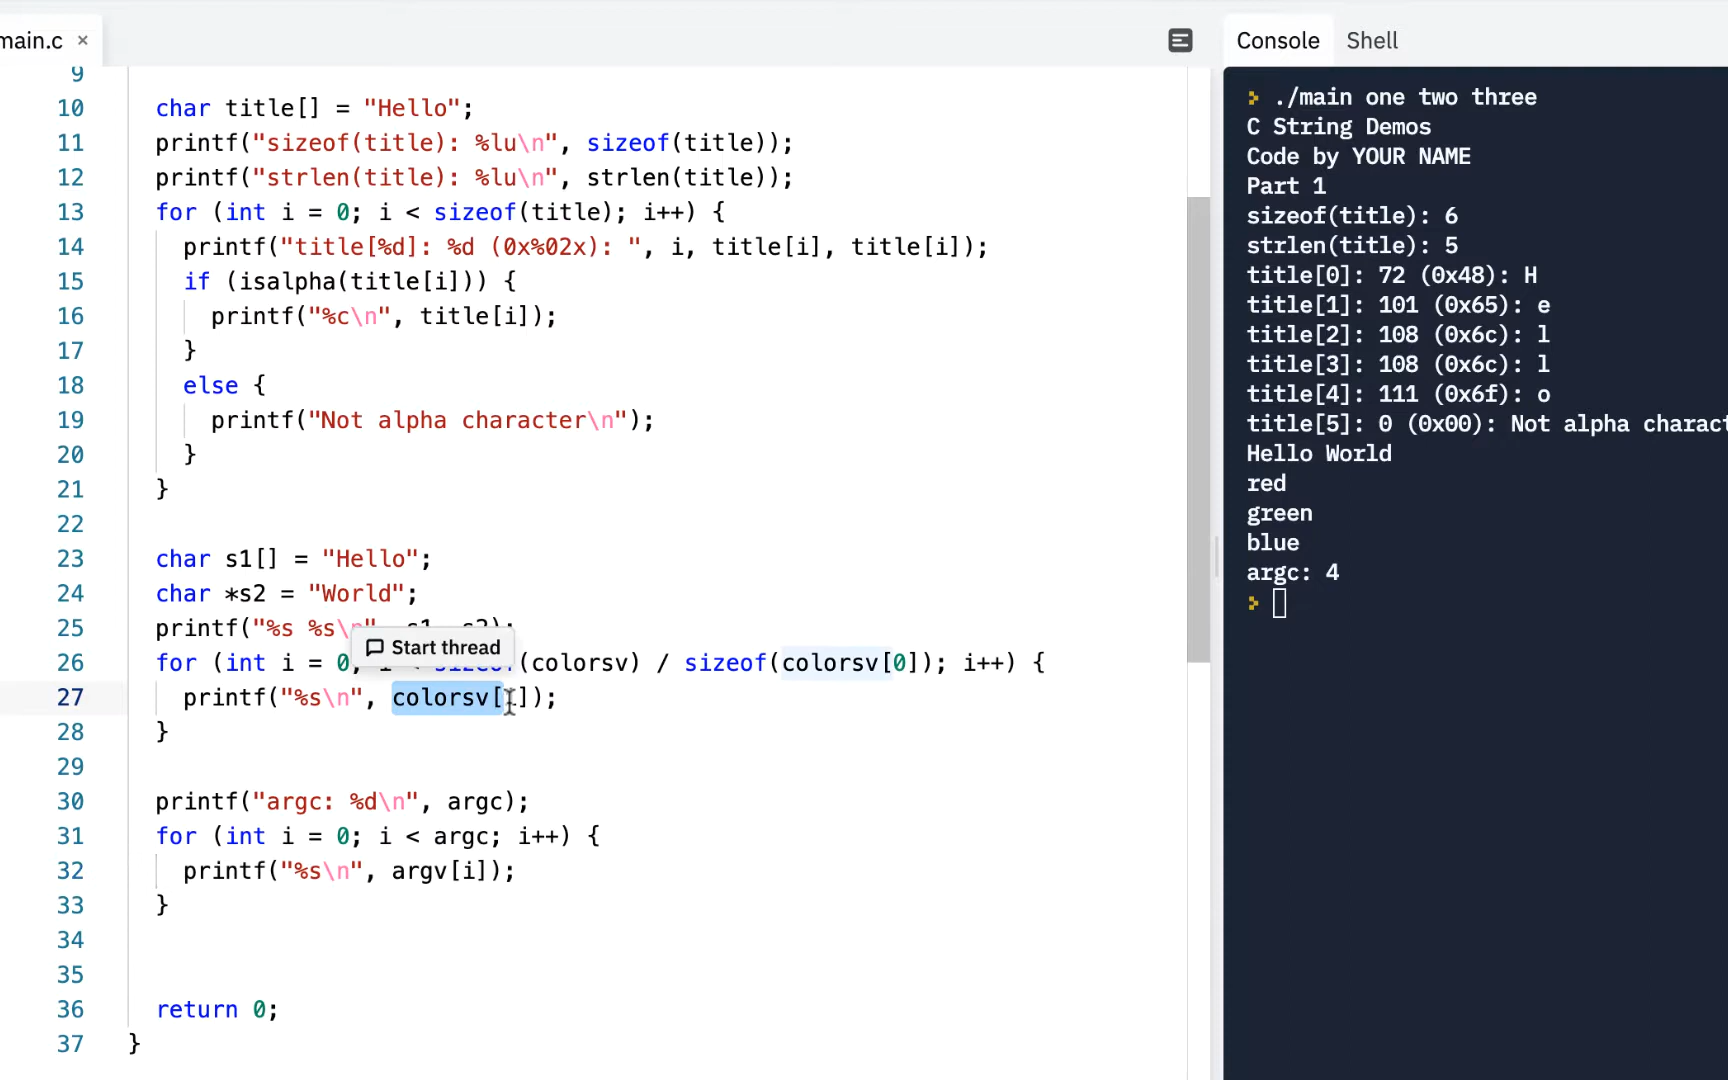 main.c ×
9
10 char title[] = "Hello";
11 printf("sizeof(title): %lu\n", sizeof(title));
12 printf("strlen(title): %lu\n", strlen(title));
13 for (int i = 0; i < sizeof(title); i++) {
14 printf("title[%d]: %d (0x%02x): ", i, title[i], title[i]);
15 if (isalpha(title[i])) {
16 printf("%c\n", title[i]);
17 }
18 else {
19 printf("Not alpha character\n");
20 }
21 }
22
23 char s1[] = "Hello";
24 char *s2 = "World";
25 printf("%s %s\n", s1, s2);
Start thread
26 for (int i = 0; i < sizeof(colorsv) / sizeof(colorsv[0]); i++) {
27 printf("%s\n", colorsv[i]);
28 }
29
30 printf("argc: %d\n", argc);
31 for (int i = 0; i < argc; i++) {
32 printf("%s\n", argv[i]);
33 }
34
35
36 return 0;
37 }
Console Shell
./main one two three
C String Demos
Code by YOUR NAME
Part 1
sizeof(title): 6
strlen(title): 5
title[0]: 72 (0x48): H
title[1]: 101 (0x65): e
title[2]: 108 (0x6c): l
title[3]: 108 (0x6c): l
title[4]: 111 (0x6f): o
title[5]: 0 (0x00): Not alpha charact
Hello World
red
green
blue
argc: 4